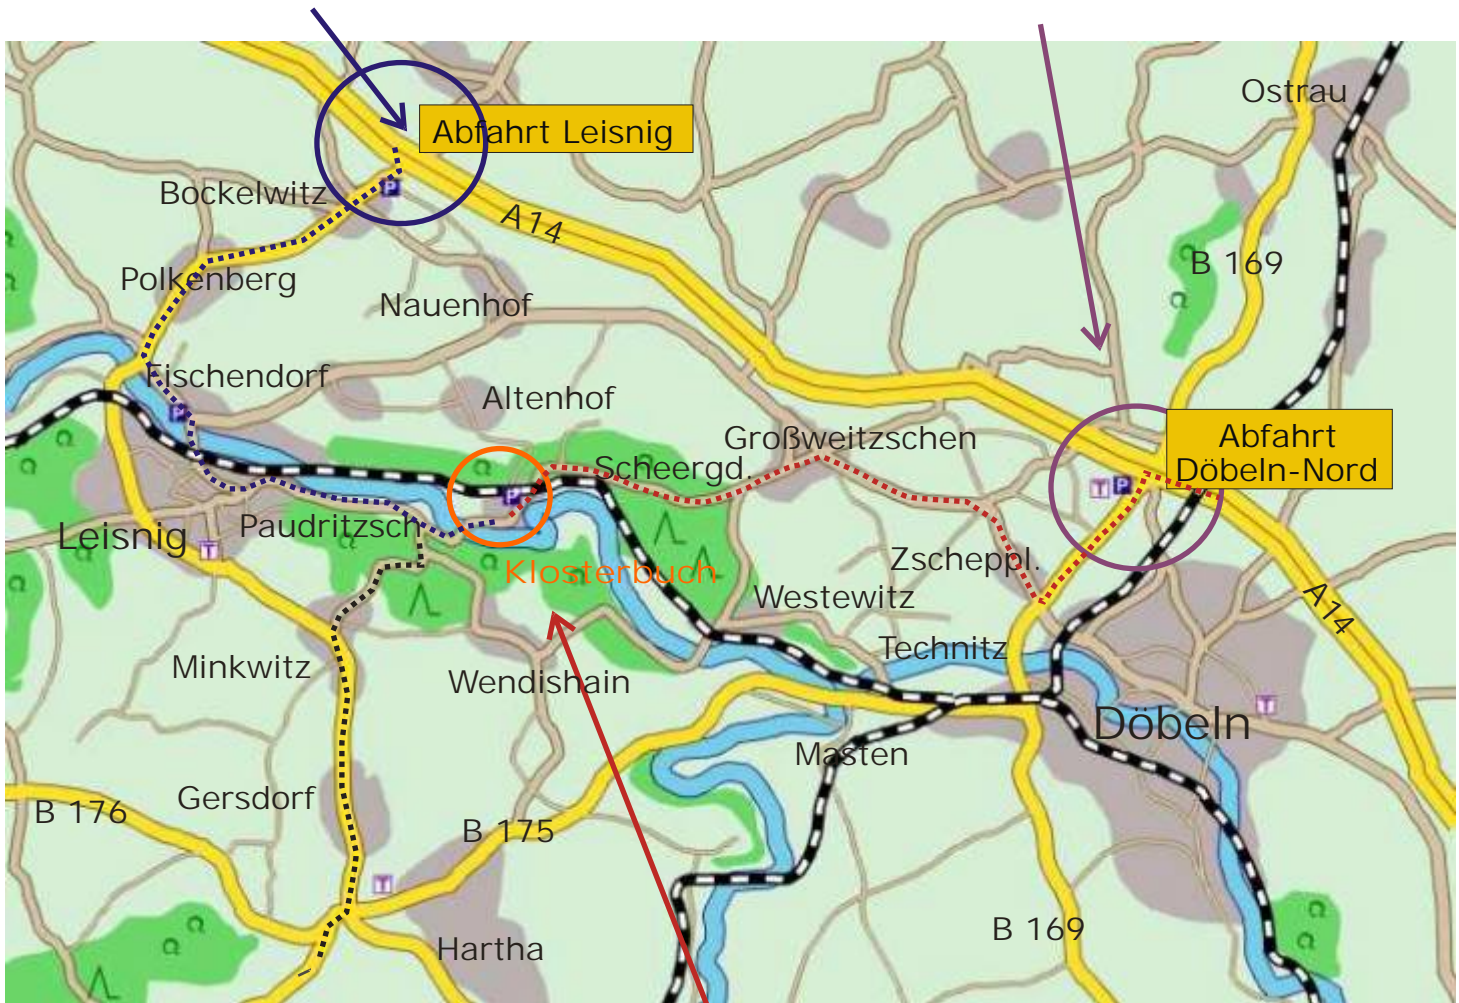 Ostrau
Abfahrt Leisnig
P
Bockelwitz
A14
B 169
Polkenberg
Nauenhof
Fischendorf
P
Altenhof
Großweitzschen
Abfahrt
Döbeln-Nord
Scheergd.
T P
P
Leisnig
Paudritzsch
T
Zscheppl.
Klosterbuch
Westewitz
A14
Technitz
Minkwitz
Wendishain
T
Döbeln
Masten
Gersdorf
B 176
B 175
T
B 169
Hartha